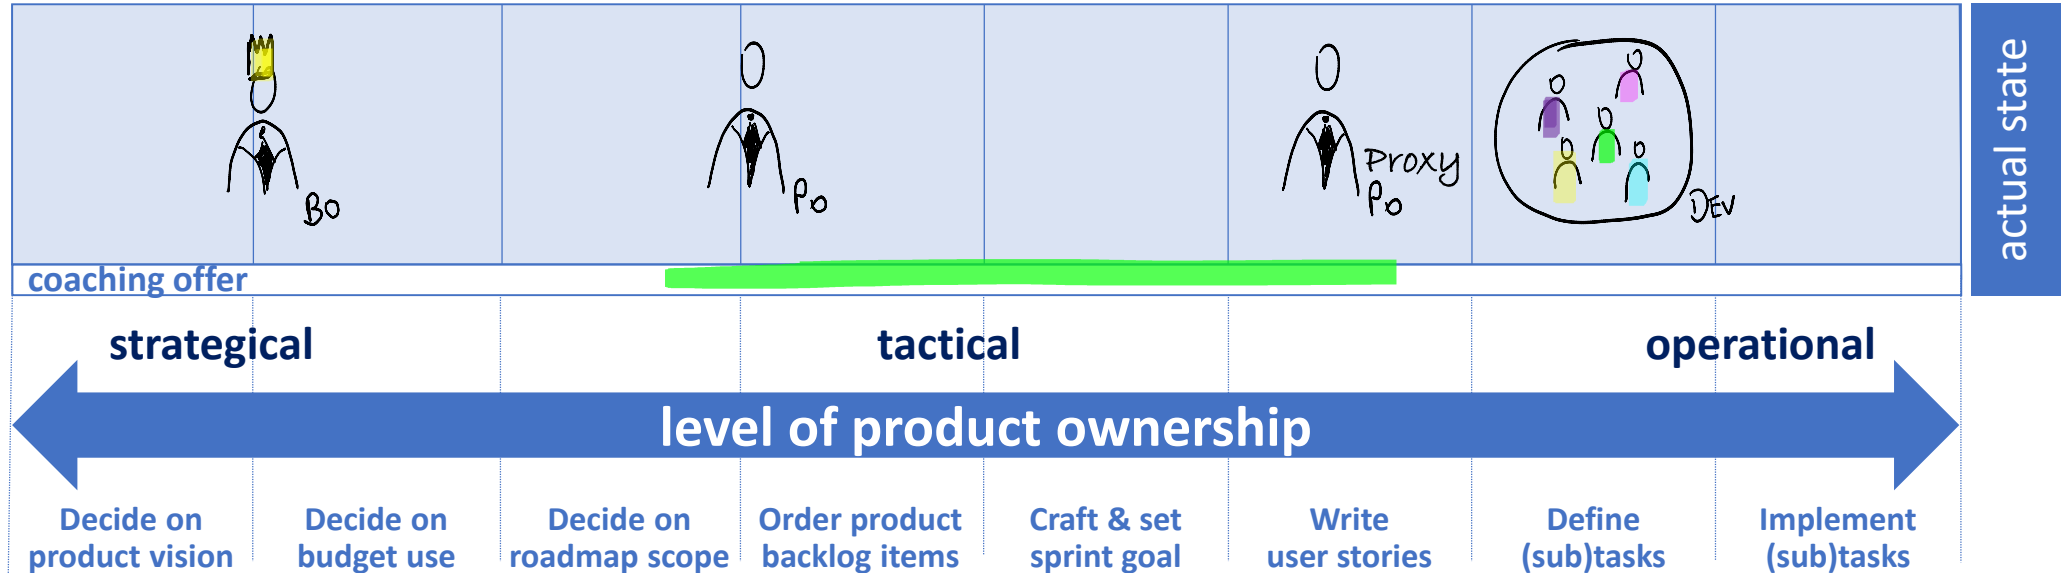 BO
PO
Proxy
PO
DEV
actual state
coaching offer
strategical
tactical
operational
level of product ownership
Decide on
product vision
Decide on
budget use
Decide on
roadmap scope
Order product
backlog items
Craft & set
sprint goal
Write
user stories
Define
(sub)tasks
Implement
(sub)tasks